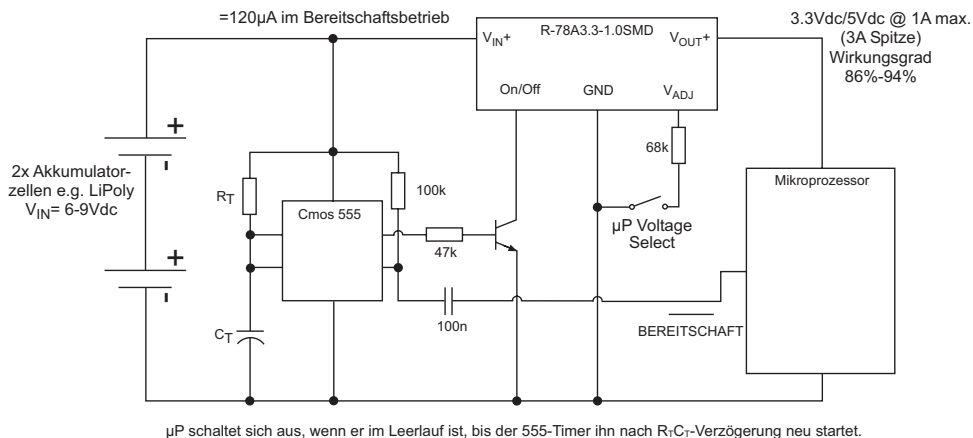 =120µA im Bereitschaftsbetrieb
3.3Vdc/5Vdc @ 1A max.
(3A Spitze)
Wirkungsgrad
86%-94%
R-78A3.3-1.0SMD
VIN+
VOUT+
On/Off
GND
VADJ
+
-
2x Akkumulator-
zellen e.g. LiPoly
VIN= 6-9Vdc
+
-
RT
100k
Cmos 555
47k
68k
µP Voltage
Select
Mikroprozessor
CT
100n
BEREITSCHAFT
µP schaltet sich aus, wenn er im Leerlauf ist, bis der 555-Timer ihn nach RTCT-Verzögerung neu startet.